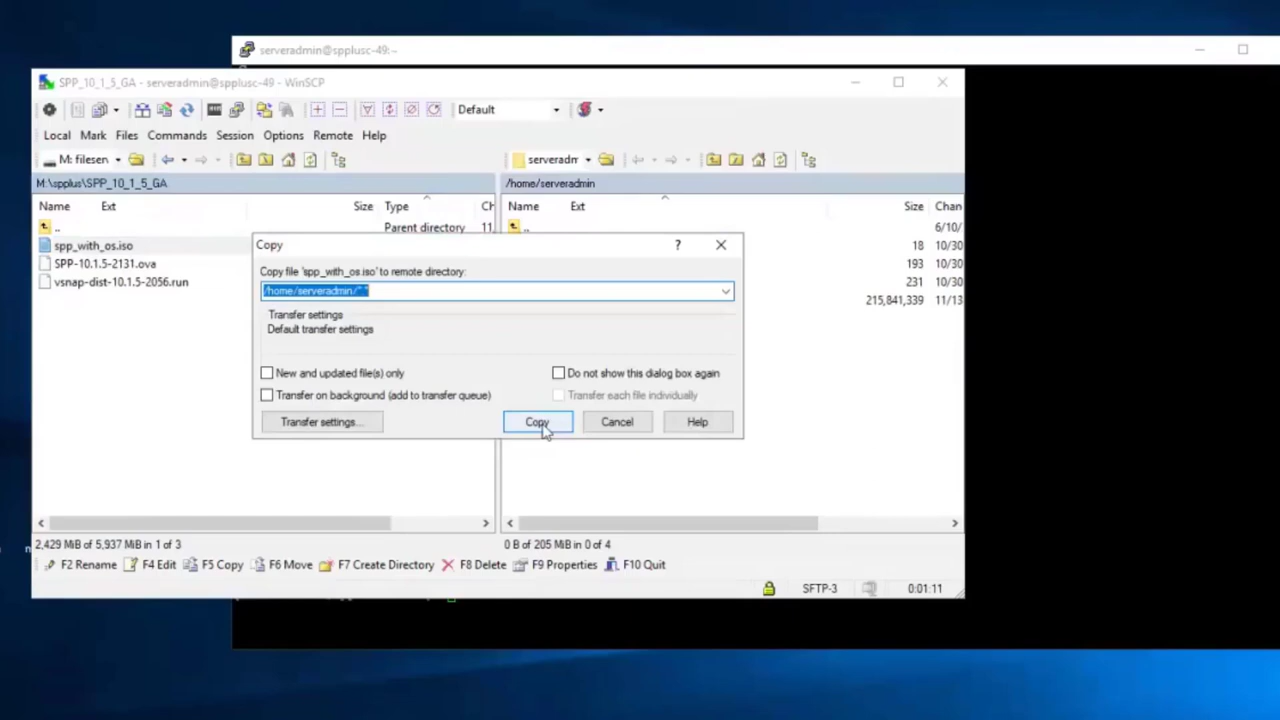 serveradmin@spplusc-49:~
SPP_10_1_5_GA - serveradmin@spplusc-49 - WinSCP
Default
Local Mark Files Commands Session Options Remote Help
M: filesen
serveradm
M:\spplus\SPP_10_1_5_GA
/home/serveradmin
Name Ext Size Type Ch
Name Ext Size Chan
.. Parent directory 11
.. 6/10/
spp_with_os.iso
18 10/30
SPP-10.1.5-2131.ova
193 10/30
vsnap-dist-10.1.5-2056.run
231 10/30
215,841,339 11/13
Copy ?
Copy file 'spp_with_os.iso' to remote directory:
/home/serveradmin/*.*
Transfer settings
Default transfer settings
New and updated file(s) only
Do not show this dialog box again
Transfer on background (add to transfer queue)
Transfer each file individually
Transfer settings...
Copy
Cancel
Help
2,429 MiB of 5,937 MiB in 1 of 3
0 B of 205 MiB in 0 of 4
F2 Rename F4 Edit F5 Copy F6 Move F7 Create Directory F8 Delete F9 Properties F10 Quit
SFTP-3 0:01:11